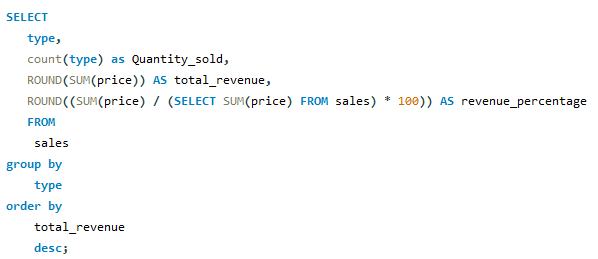 SELECT
type,
count(type) as Quantity_sold,
ROUND(SUM(price)) AS total_revenue,
ROUND((SUM(price) / (SELECT SUM(price) FROM sales) * 100)) AS revenue_percentage
FROM
sales
group by
type
order by
total_revenue
desc;